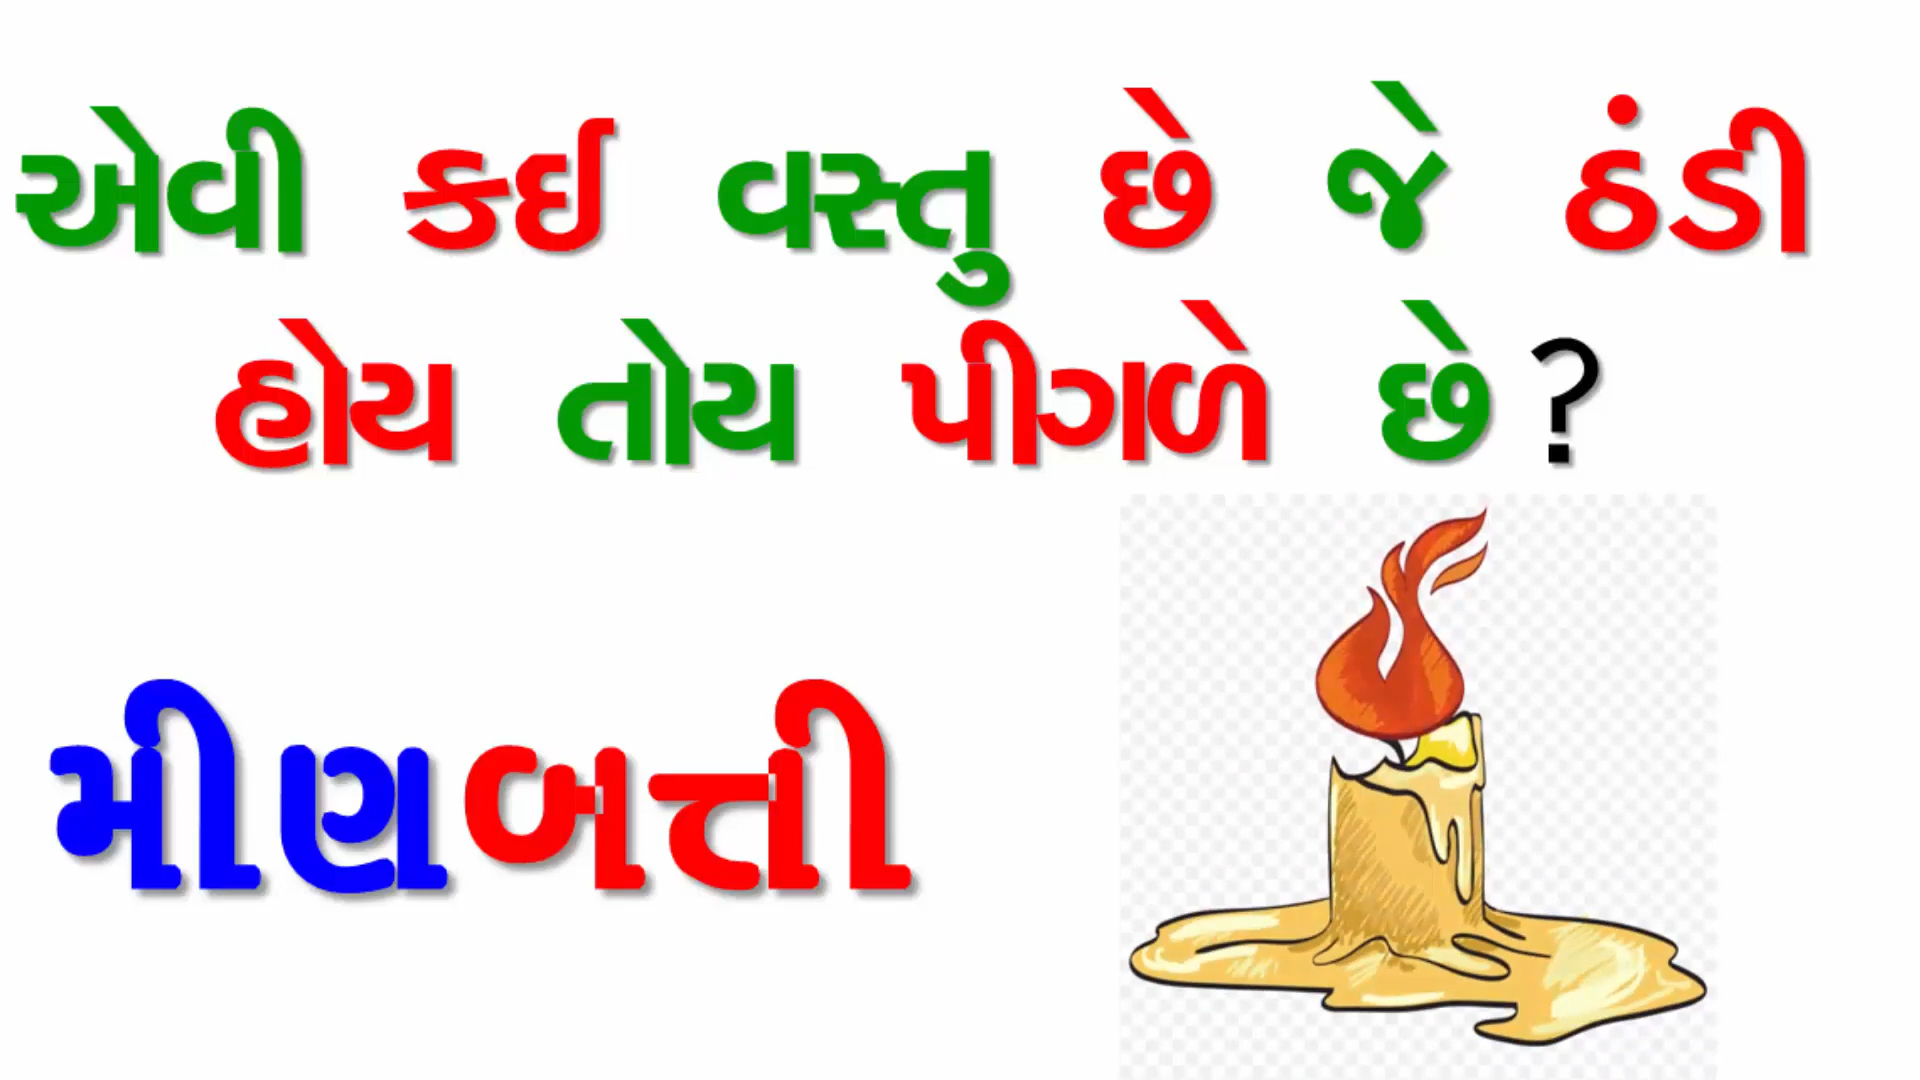 એવી કઈ વસ્તુ છે જે ઠંડી
હોય તોય પીગળે છે?
મીણબત્તી